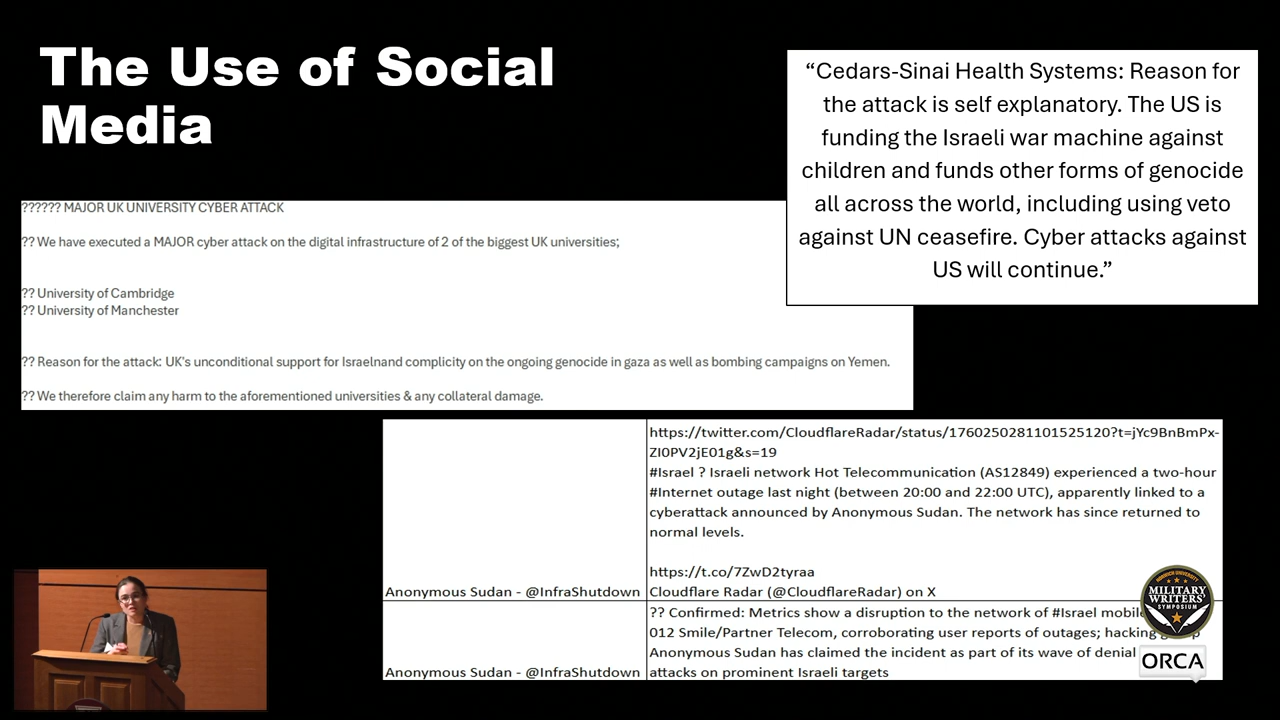 The Use of Social
Media
“Cedars-Sinai Health Systems: Reason for
the attack is self explanatory. The US is
funding the Israeli war machine against
children and funds other forms of genocide
all across the world, including using veto
against UN ceasefire. Cyber attacks against
US will continue.”
?????? MAJOR UK UNIVERSITY CYBER ATTACK
?? We have executed a MAJOR cyber attack on the digital infrastructure of 2 of the biggest UK universities;
?? University of Cambridge
?? University of Manchester
?? Reason for the attack: UK's unconditional support for Israelnand complicity on the ongoing genocide in gaza as well as bombing campaigns on Yemen.
?? We therefore claim any harm to the aforementioned universities & any collateral damage.
https://twitter.com/CloudflareRadar/status/1760250281101525120?t=jYc9BnBmPx-
ZI0PV2jE01g&s=19
#Israel ? Israeli network Hot Telecommunication (AS12849) experienced a two-hour
#Internet outage last night (between 20:00 and 22:00 UTC), apparently linked to a
cyberattack announced by Anonymous Sudan. The network has since returned to
normal levels.
https://t.co/7ZwD2tyraa
Anonymous Sudan - @InfraShutdown
Cloudflare Radar (@CloudflareRadar) on X
?? Confirmed: Metrics show a disruption to the network of #Israel mobile
012 Smile/Partner Telecom, corroborating user reports of outages; hacking
Anonymous Sudan has claimed the incident as part of its wave of denial
Anonymous Sudan - @InfraShutdown
attacks on prominent Israeli targets
NORWICH UNIVERSITY
MILITARY
WRITERS'
SYMPOSIUM
ORCA